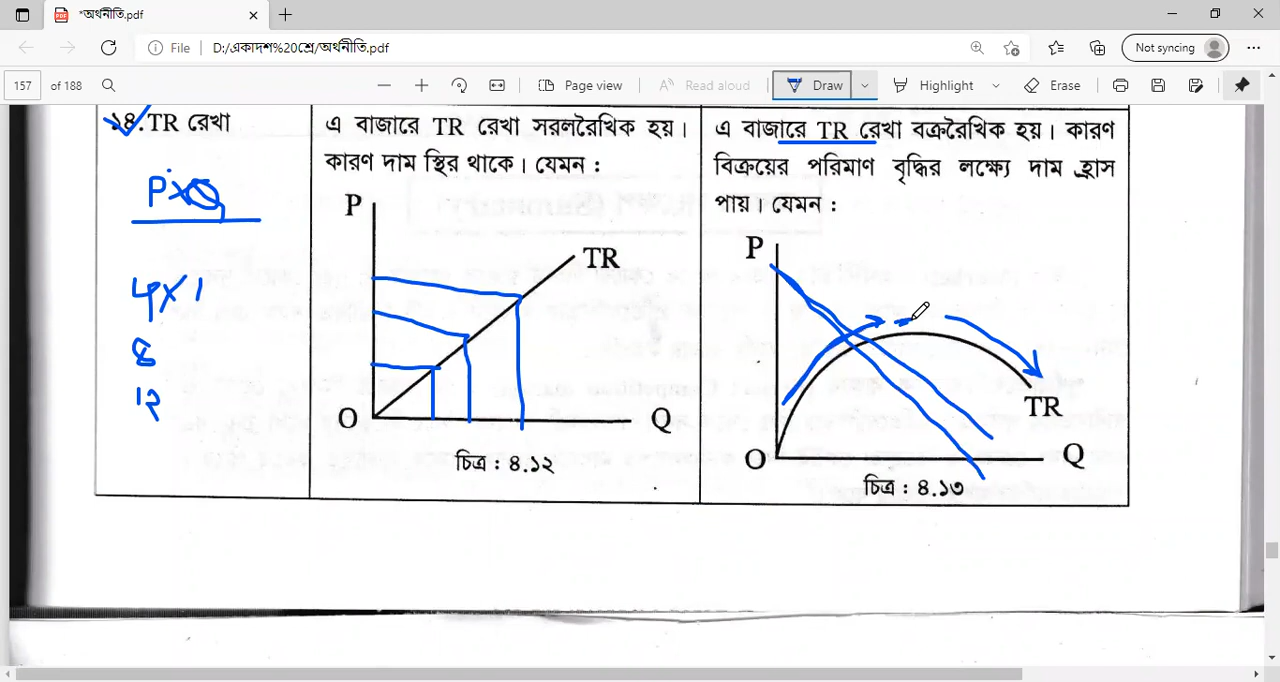 *অর্থনীতি.pdf
File D:/একাদশ%20শ্রে/অর্থনীতি.pdf Not syncing
157 of 188 Page view Read aloud Draw Highlight Erase
১৪. TR রেখা
P×Q
4×1
8
12
এ বাজারে TR রেখা সরলরৈখিক হয়।
কারণ দাম স্থির থাকে। যেমন :
P
TR
O Q
চিত্র : ৪.১২
এ বাজারে TR রেখা বক্ররৈখিক হয়। কারণ
বিক্রয়ের পরিমাণ বৃদ্ধির লক্ষ্যে দাম হ্রাস
পায়। যেমন :
P
TR
O Q
চিত্র : ৪.১৩